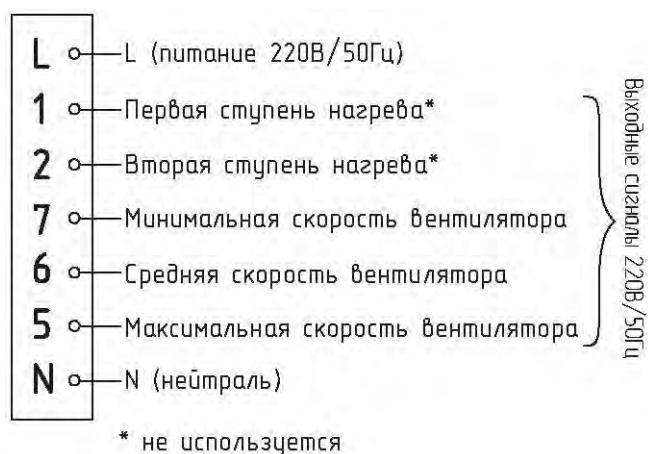 L L (питание 220В/50Гц)
1 Первая ступень нагрева*
2 Вторая ступень нагрева*
7 Минимальная скорость вентилятора
6 Средняя скорость вентилятора
5 Максимальная скорость вентилятора
N N (нейтраль)
Выходные сигналы 220В/50Гц
* не используется